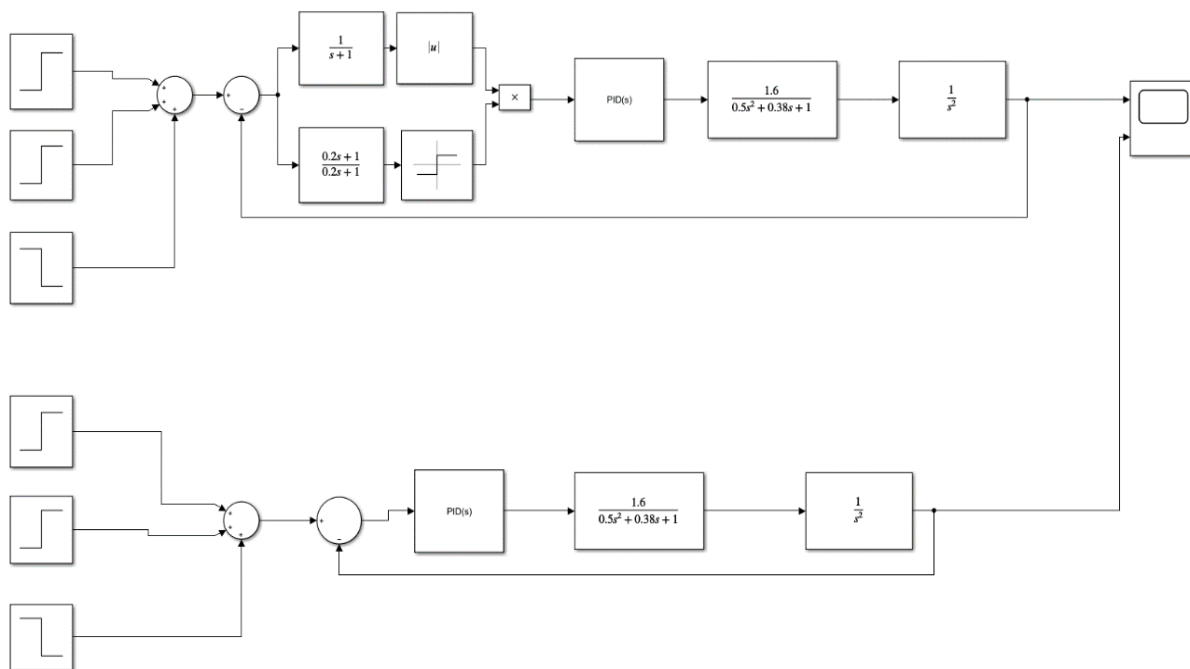 1
s + 1
|u|
+
+
+
+
−
×
PID(s)
1.6
0.5s² + 0.38s + 1
1
s²
0.2s + 1
0.2s + 1
+
+
+
+
−
PID(s)
1.6
0.5s² + 0.38s + 1
1
s²